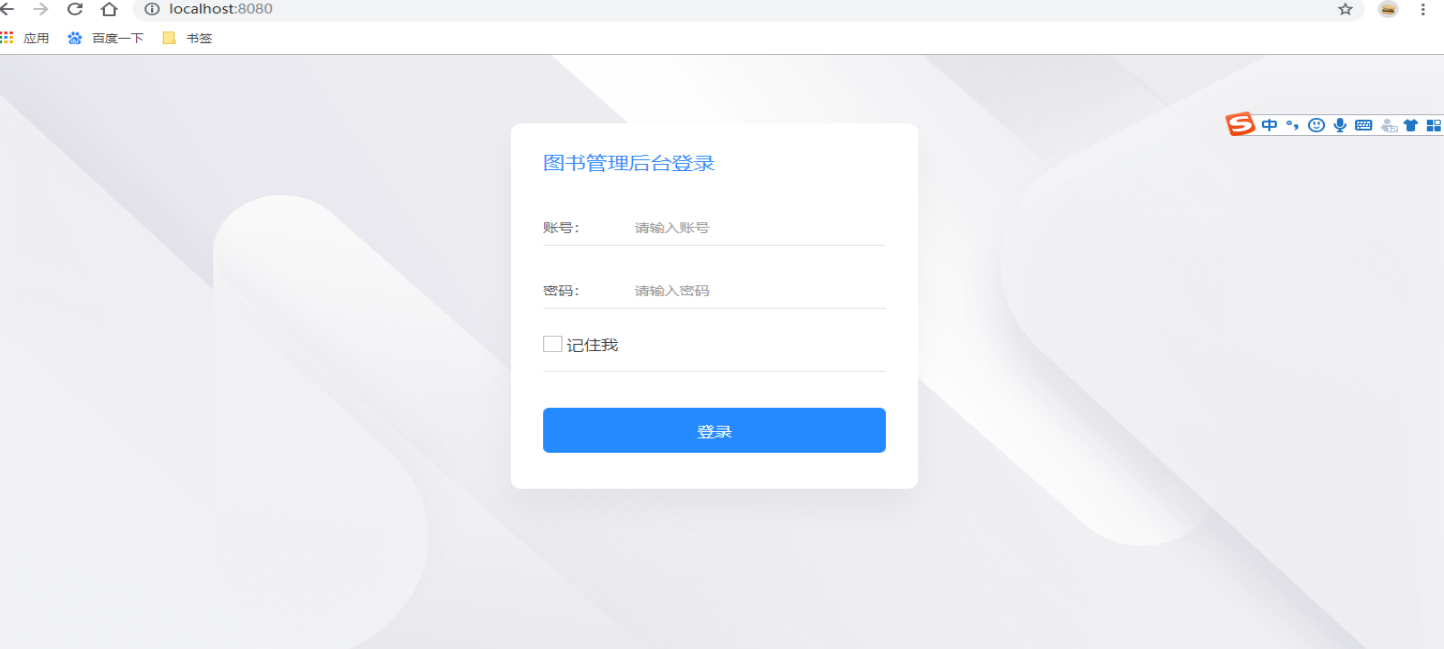 localhost:8080
应用 百度一下 书签
中
图书管理后台登录
账号： 请输入账号
密码： 请输入密码
记住我
登录